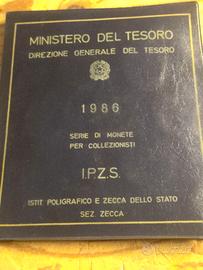 MINISTERO DEL TESORO
DIREZIONE GENERALE DEL TESORO
1986
SERIE DI MONETE
PER COLLEZIONISTI
I.P.Z.S.
ISTIT. POLIGRAFICO E ZECCA DELLO STATO
SEZ. ZECCA